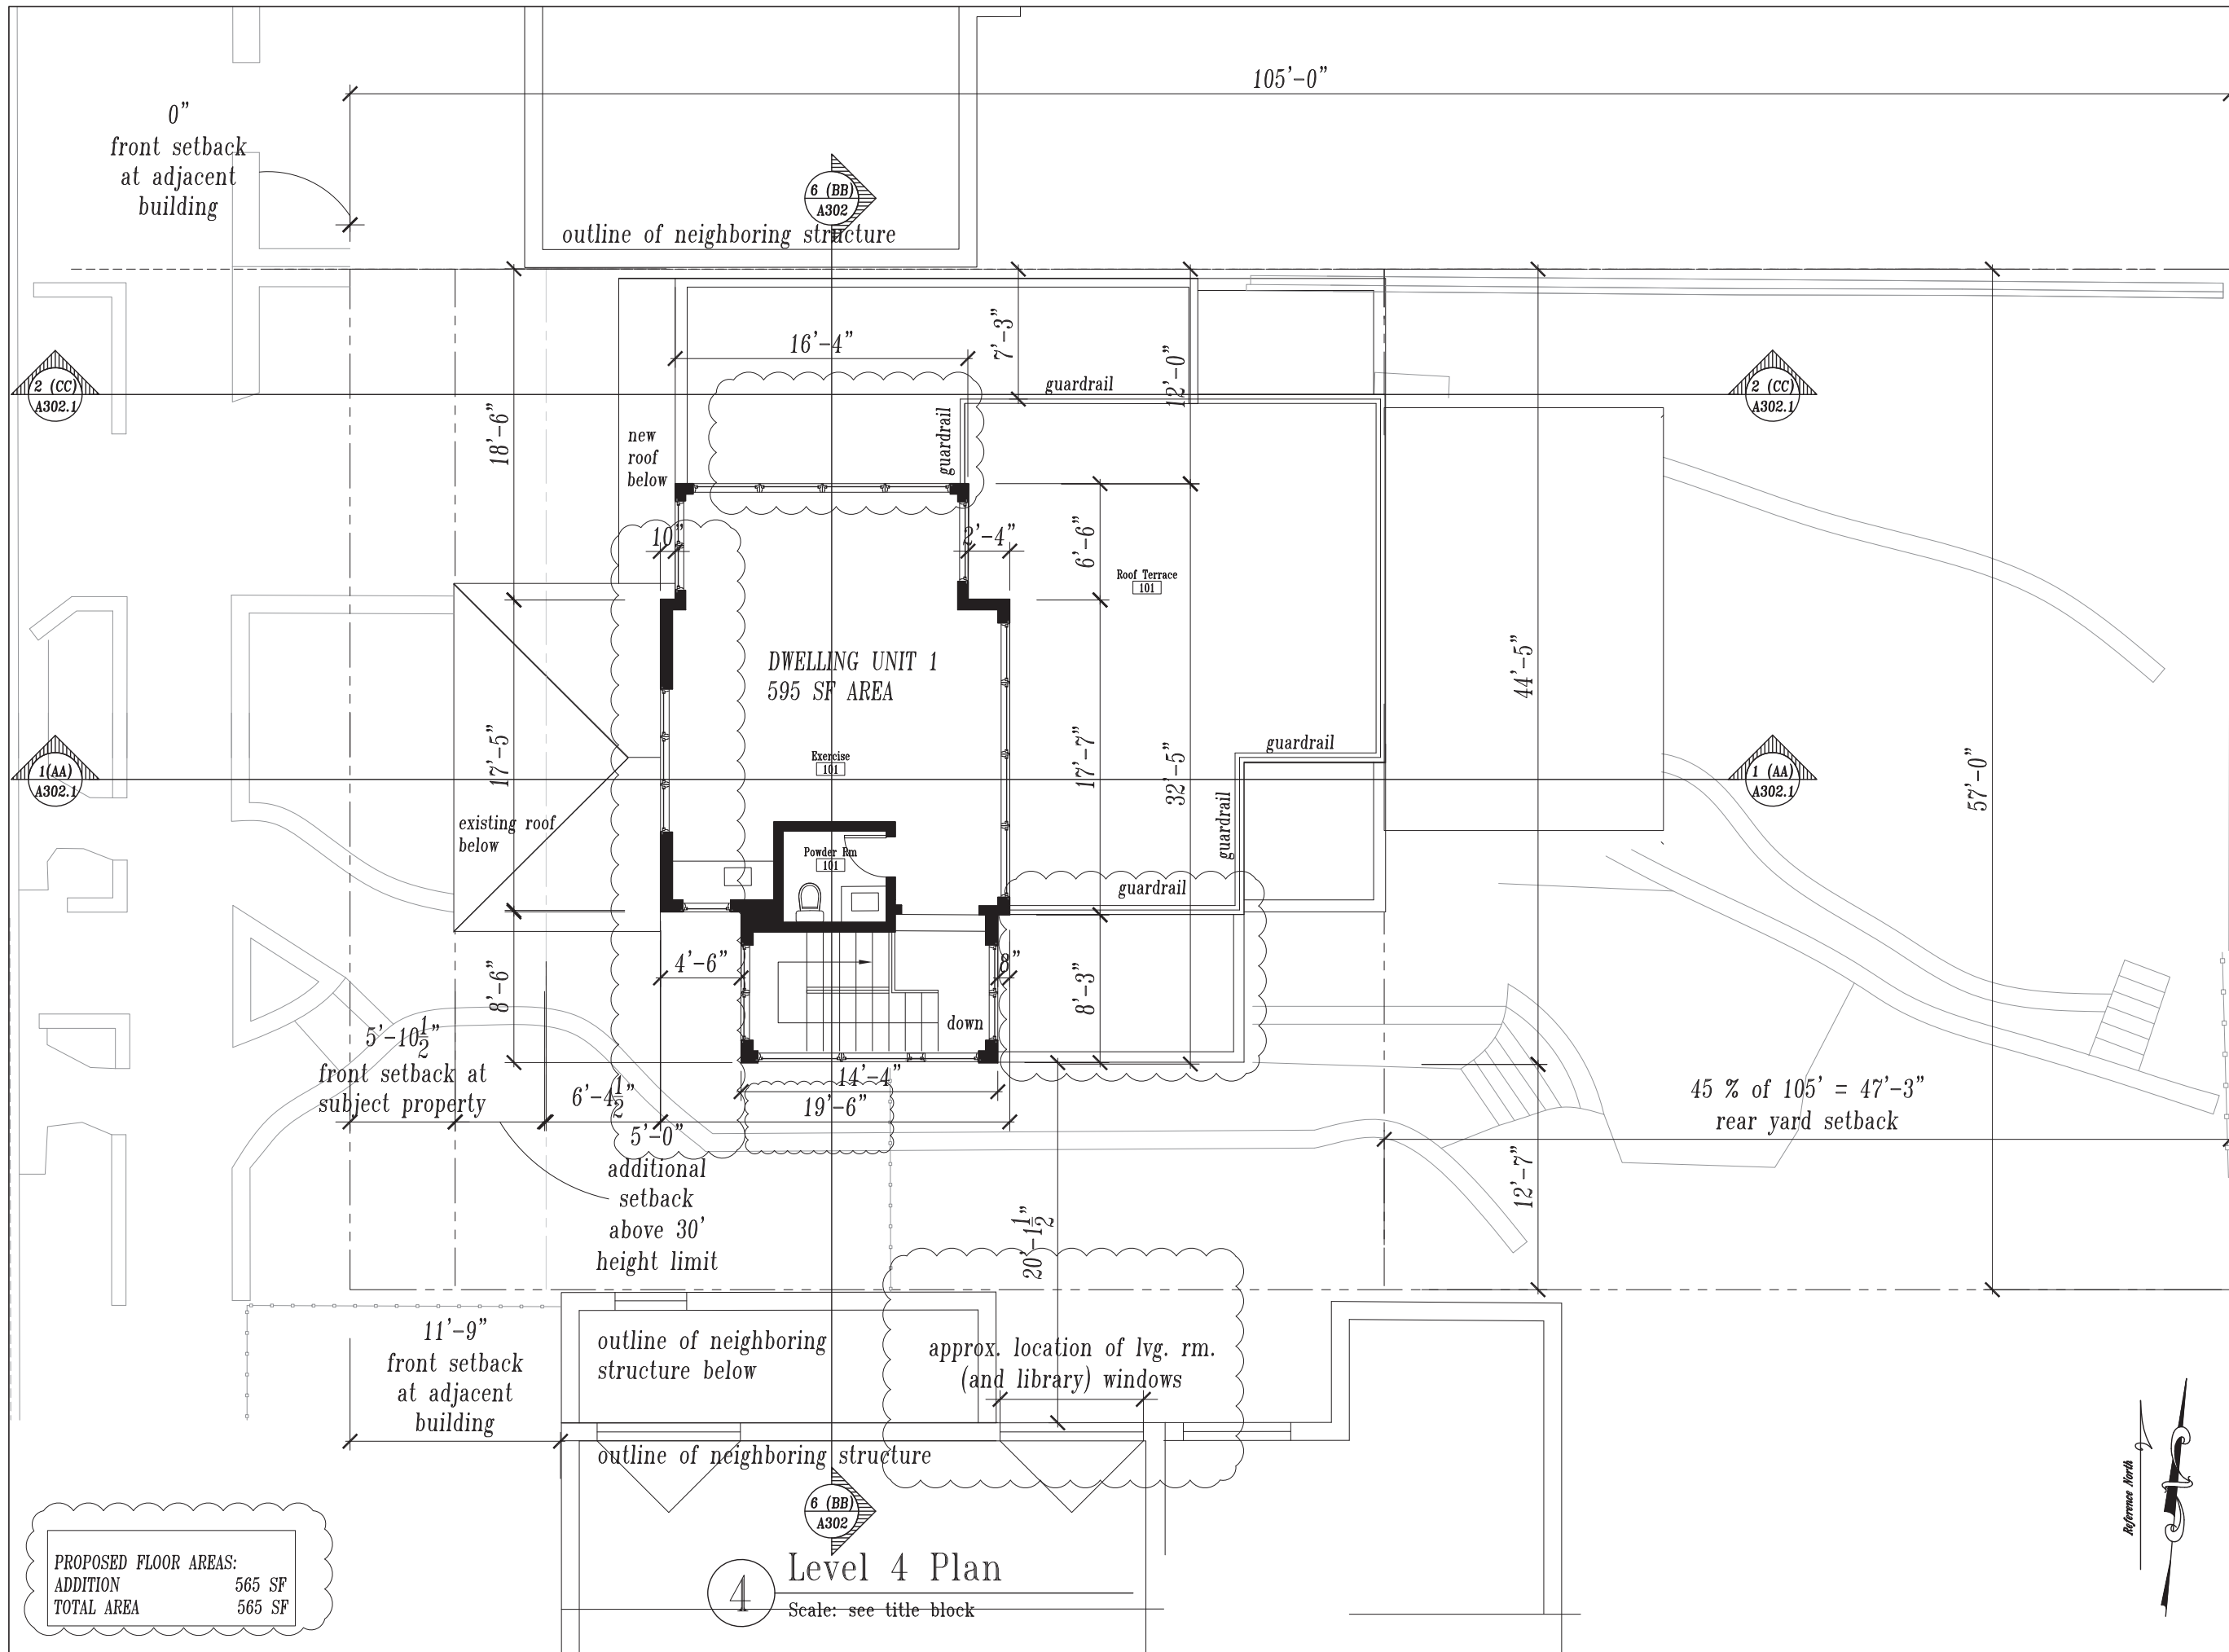 105'-0"
0"
front setback
at adjacent
building
6 (BB)
A302
outline of neighboring structure
16'-4"
7'-3"
12'-0"
guardrail
2 (CC)
A302.1
2 (CC)
A302.1
18'-6"
new
roof
below
guardrail
10"
2'-4"
6'-6"
Roof Terrace
101
DWELLING UNIT 1
595 SF AREA
44'-5"
17'-5"
Exercise
101
17'-7"
32'-5"
guardrail
57'-0"
1(AA)
A302.1
1 (AA)
A302.1
existing roof
below
Powder Rm
101
guardrail
guardrail
8'-6"
4'-6"
8"
8'-3"
down
5'-10 1/2"
front setback at
subject property
6'-4 1/2"
14'-4"
19'-6"
5'-0"
45 % of 105' = 47'-3"
rear yard setback
12'-7"
additional
setback
above 30'
height limit
20'-1 1/2"
11'-9"
front setback
at adjacent
building
outline of neighboring
structure below
approx. location of lvg. rm.
(and library) windows
outline of neighboring structure
6 (BB)
A302
Reference North
PROPOSED FLOOR AREAS:
ADDITION 565 SF
TOTAL AREA 565 SF
4
Level 4 Plan
Scale: see title block